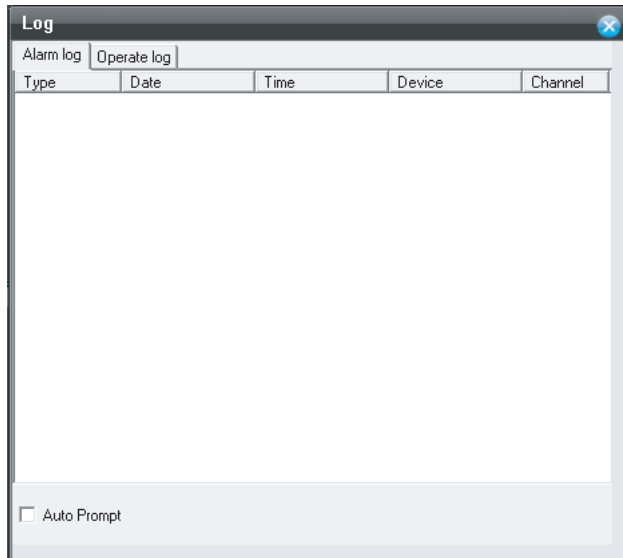 Log
Alarm log Operate log
Type Date Time Device Channel
Auto Prompt